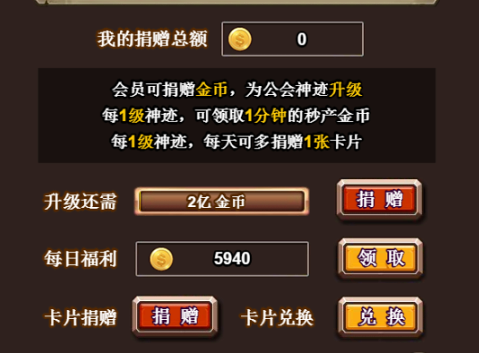 我的捐赠总额 0
会员可捐赠金币，为公会神迹升级
每1级神迹，可领取1分钟的秒产金币
每1级神迹，每天可多捐赠1张卡片
升级还需 2亿金币 捐赠
每日福利 5940 领取
卡片捐赠 捐赠 卡片兑换 兑换